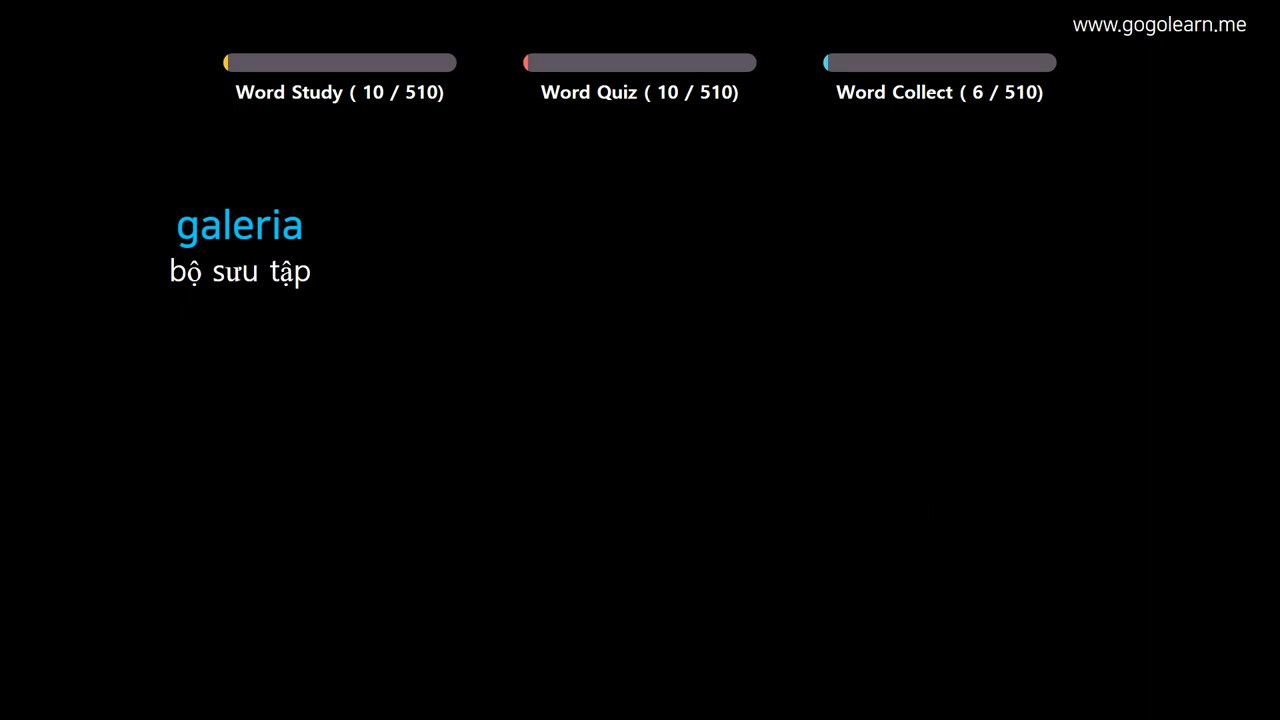 www.gogolearn.me
Word Study ( 10 / 510)
Word Quiz ( 10 / 510)
Word Collect ( 6 / 510)
galeria
bộ sưu tập